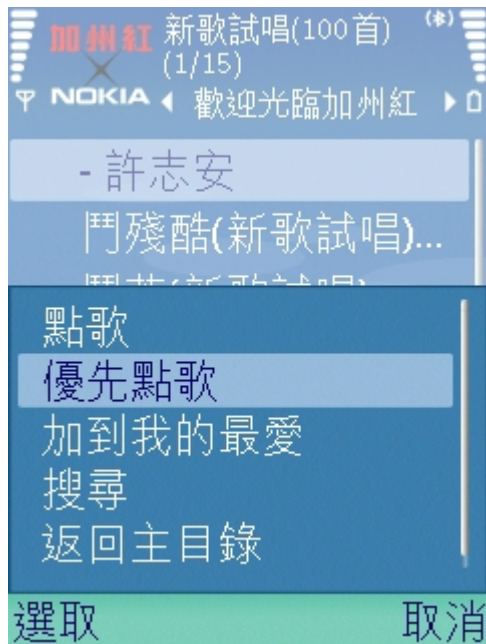 加州紅
X
NOKIA
新歌試唱(100首)
(1/15)
歡迎光臨加州紅
- 許志安
鬥殘酷(新歌試唱)...
點歌
優先點歌
加到我的最愛
搜尋
返回主目錄
選取
取消